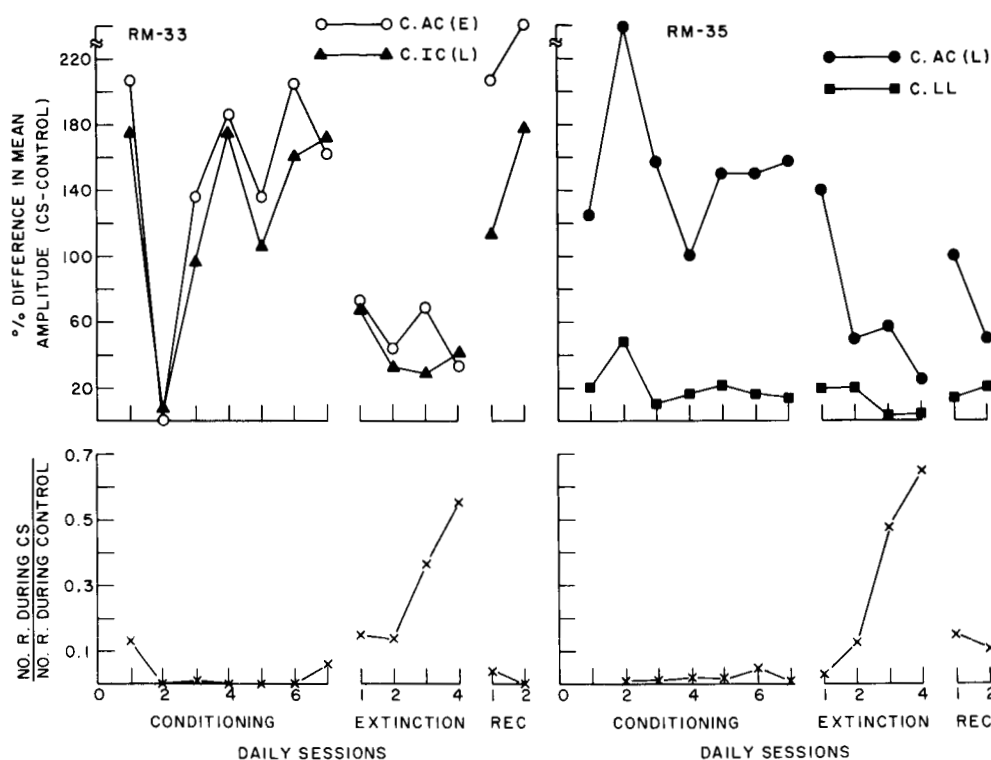 RM-33
C.AC(E)
C.IC(L)
RM-35
C.AC(L)
C.LL
% DIFFERENCE IN MEAN
AMPLITUDE (CS-CONTROL)
220
180
140
100
60
20
NO. R. DURING CS
NO. R. DURING CONTROL
0.7
0.5
0.3
0.1
0 2 4 6 1 2 4 1 2 0 2 4 6 1 2 4 1 2
CONDITIONING EXTINCTION REC CONDITIONING EXTINCTION REC
DAILY SESSIONS DAILY SESSIONS